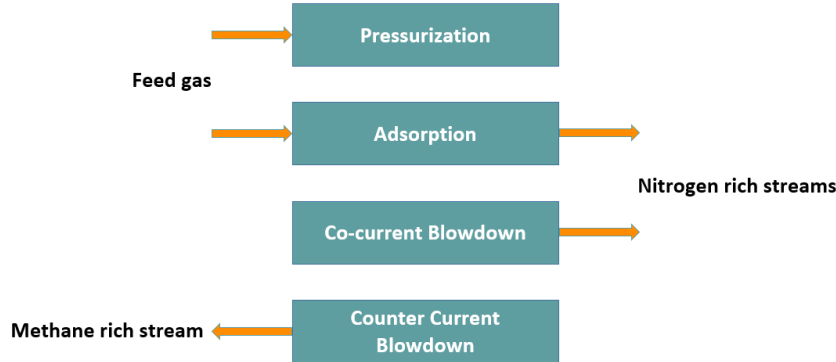 Pressurization
Feed gas
Adsorption
Nitrogen rich streams
Co-current Blowdown
Methane rich stream
Counter Current
Blowdown